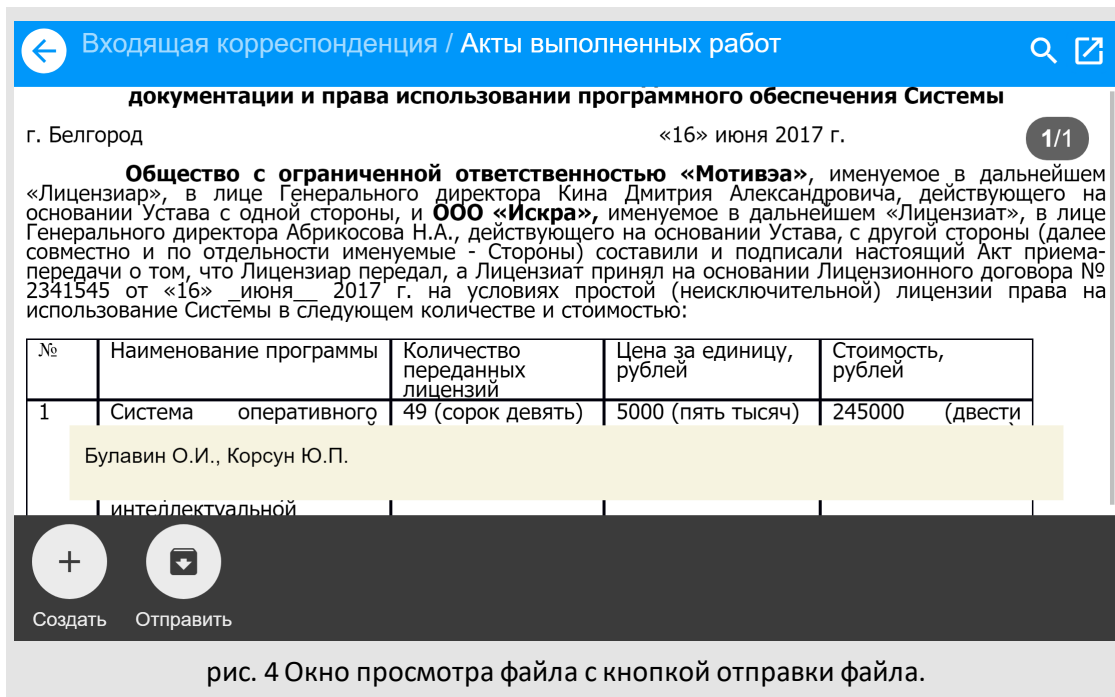 Входящая корреспонденция / Акты выполненных работ
документации и права использовании программного обеспечения Системы
г. Белгород «16» июня 2017 г.
1/1
Общество с ограниченной ответственностью «Мотивэа», именуемое в дальнейшем
«Лицензиар», в лице Генерального директора Кина Дмитрия Александровича, действующего на
основании Устава с одной стороны, и ООО «Искра», именуемое в дальнейшем «Лицензиат», в лице
Генерального директора Абрикосова Н.А., действующего на основании Устава, с другой стороны (далее
совместно и по отдельности именуемые - Стороны) составили и подписали настоящий Акт приема-
передачи о том, что Лицензиар передал, а Лицензиат принял на основании Лицензионного договора №
2341545 от «16» _июня__ 2017 г. на условиях простой (неисключительной) лицензии права на
использование Системы в следующем количестве и стоимостью:
№ Наименование программы Количество Цена за единицу, Стоимость,
переданных рублей рублей
лицензий
1 Система оперативного 49 (сорок девять) 5000 (пять тысяч) 245000 (двести
Булавин О.И., Корсун Ю.П.
интеллектуальной
Создать Отправить
рис. 4 Окно просмотра файла с кнопкой отправки файла.